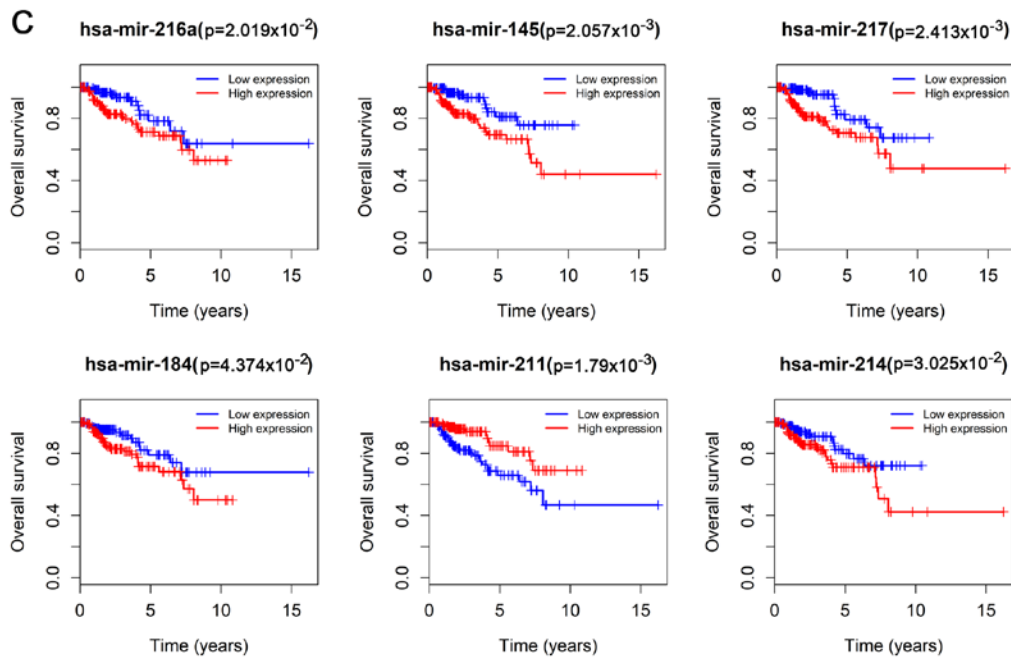 C
hsa-mir-216a(p=2.019x10-2)
Overall survival
0.0 0.4 0.8
Low expression
High expression
0 5 10 15
Time (years)
hsa-mir-145(p=2.057x10-3)
Overall survival
0.0 0.4 0.8
Low expression
High expression
0 5 10 15
Time (years)
hsa-mir-217(p=2.413x10-3)
Overall survival
0.0 0.4 0.8
Low expression
High expression
0 5 10 15
Time (years)
hsa-mir-184(p=4.374x10-2)
Overall survival
0.0 0.4 0.8
Low expression
High expression
0 5 10 15
Time (years)
hsa-mir-211(p=1.79x10-3)
Overall survival
0.0 0.4 0.8
Low expression
High expression
0 5 10 15
Time (years)
hsa-mir-214(p=3.025x10-2)
Overall survival
0.0 0.4 0.8
Low expression
High expression
0 5 10 15
Time (years)